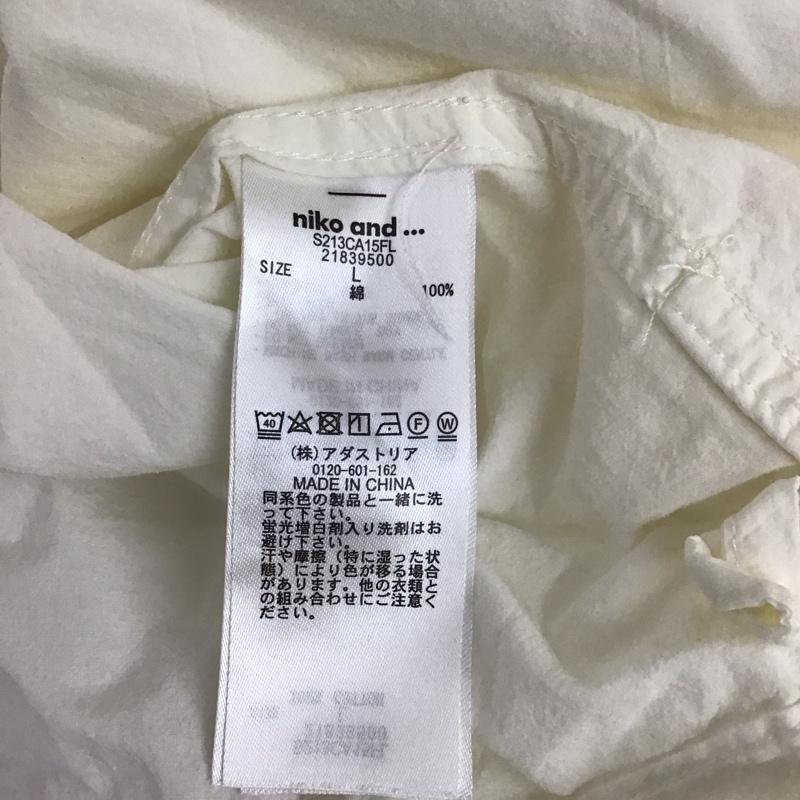 niko and ...
S213CA15FL
21839500
SIZE L
綿 100%
40 F W
(株)アダストリア
0120-601-162
MADE IN CHINA
同系色の製品と一緒に洗
って下さい。
蛍光増白剤入り洗剤はお
避け下さい。
汗や摩擦(特に湿った状
態)により色が移る場合
があります。他の衣類と
の組み合わせにご注意く
ださい。